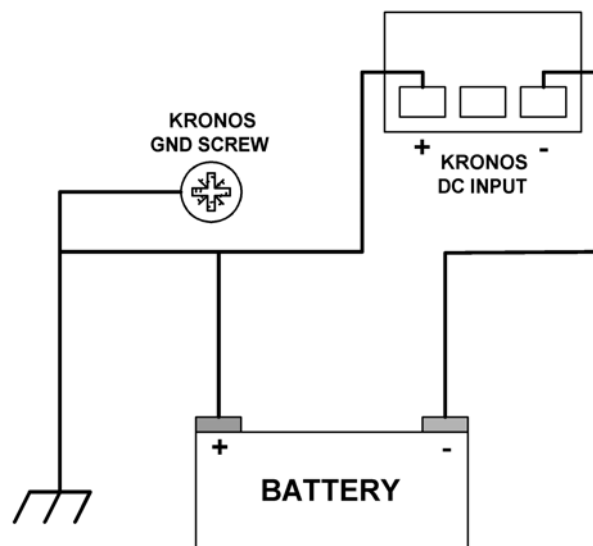 KRONOS
GND SCREW
+ -
KRONOS
DC INPUT
+ -
BATTERY